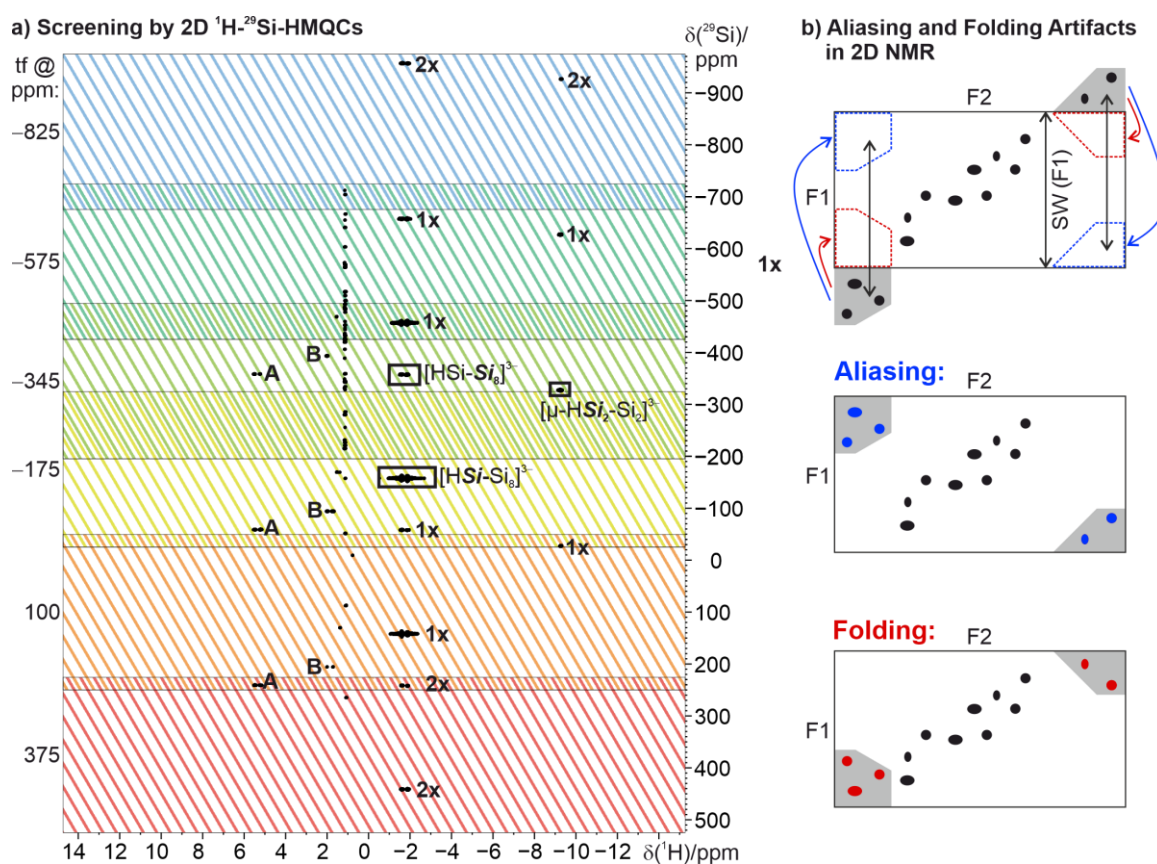 a) Screening by 2D ¹H-²⁹Si-HMQCs
δ(²⁹Si)/
ppm
tf @
ppm:
−825
−575
−345
−175
100
375
2x
2x
1x
1x
1x
B
A
[HSi-Si₈]³⁻
[μ-HSi₂-Si₂]³⁻
[HSi-Si₈]³⁻
B
A
1x
1x
1x
B
A
2x
2x
−900
−800
−700
−600
−500
−400
−300
−200
−100
0
100
200
300
400
500
14 12 10 8 6 4 2 0 −2 −4 −6 −8 −10 −12
δ(¹H)/ppm
b) Aliasing and Folding Artifacts
in 2D NMR
F2
F1
SW (F1)
1x
Aliasing:
F2
F1
Folding:
F2
F1